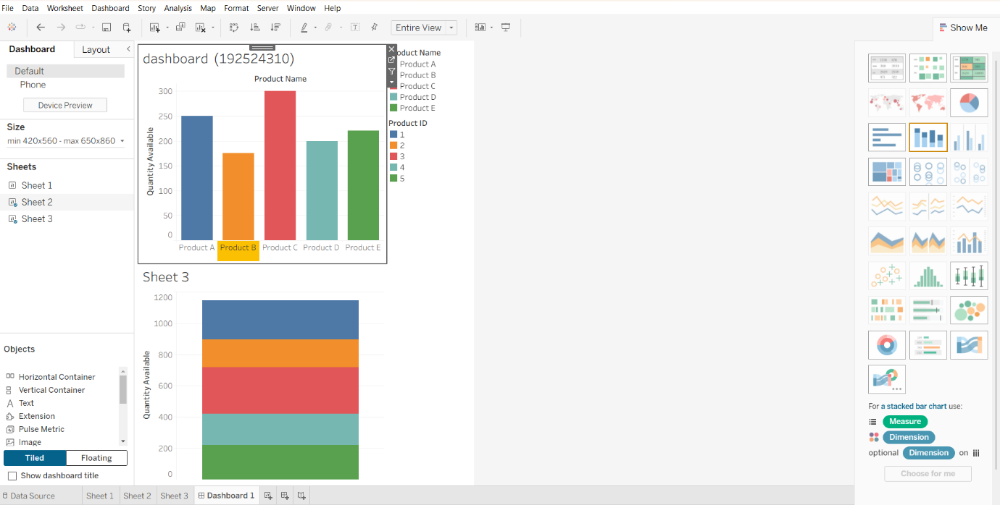 File Data Worksheet Dashboard Story Analysis Map Format Server Window Help
Entire View
Show Me
Dashboard Layout
Default
Phone
Device Preview
Size
min 420x560 - max 650x860
Sheets
Sheet 1
Sheet 2
Sheet 3
Objects
Horizontal Container
Vertical Container
Text
Extension
Pulse Metric
Image
Tiled Floating
Show dashboard title
dashboard (192524310)
Product Name
Quantity Available
300
250
200
150
100
50
0
Product A Product B Product C Product D Product E
oduct Name
Product A
Product B
Product C
Product D
Product E
Product ID
1
2
3
4
5
Sheet 3
Quantity Available
1200
1000
800
600
400
200
0
For a stacked bar chart use:
Measure
Dimension
optional Dimension on
Choose for me
Data Source Sheet 1 Sheet 2 Sheet 3 Dashboard 1